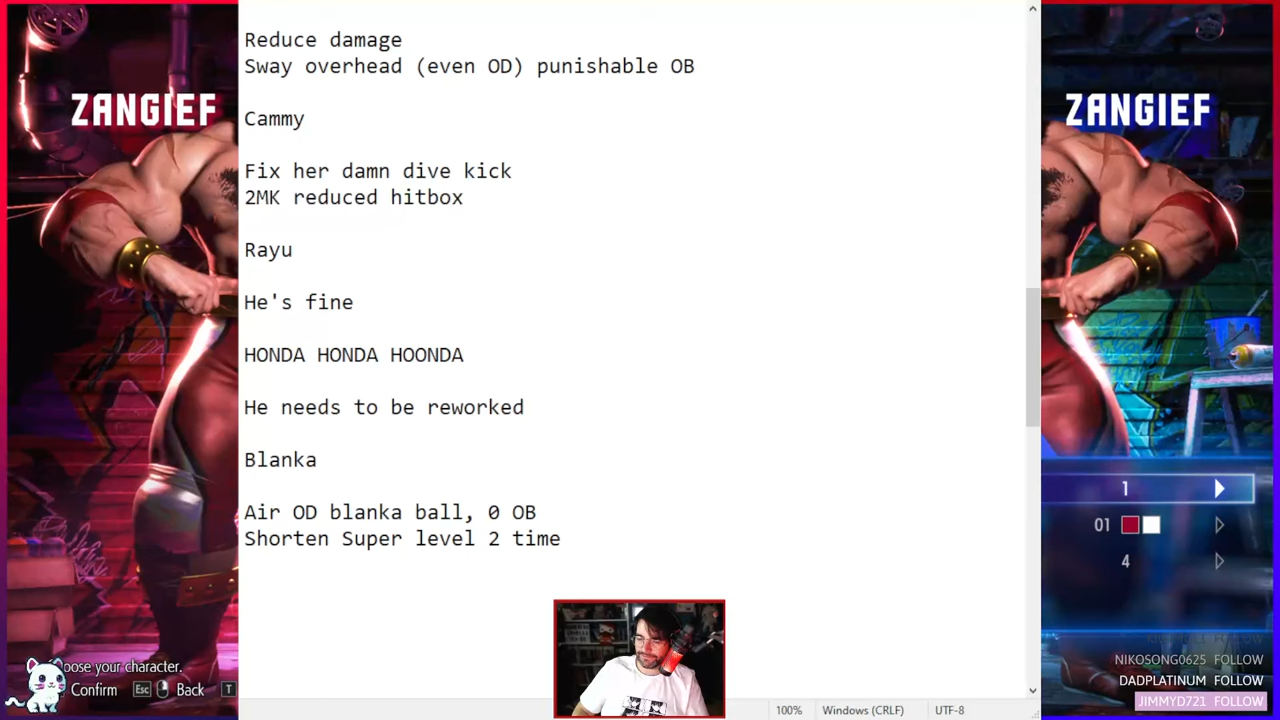 Reduce damage
Sway overhead (even OD) punishable OB
ZANGIEF
ZANGIEF
Cammy
Fix her damn dive kick
2MK reduced hitbox
Rayu
He's fine
HONDA HONDA HOONDA
He needs to be reworked
Blanka
Air OD blanka ball, 0 OB
Shorten Super level 2 time
1
01
4
oose your character.
Confirm Esc Back T
NIKOSONG0625 FOLLOW
DADPLATINUM FOLLOW
JIMMYD721 FOLLOW
100% Windows (CRLF) UTF-8